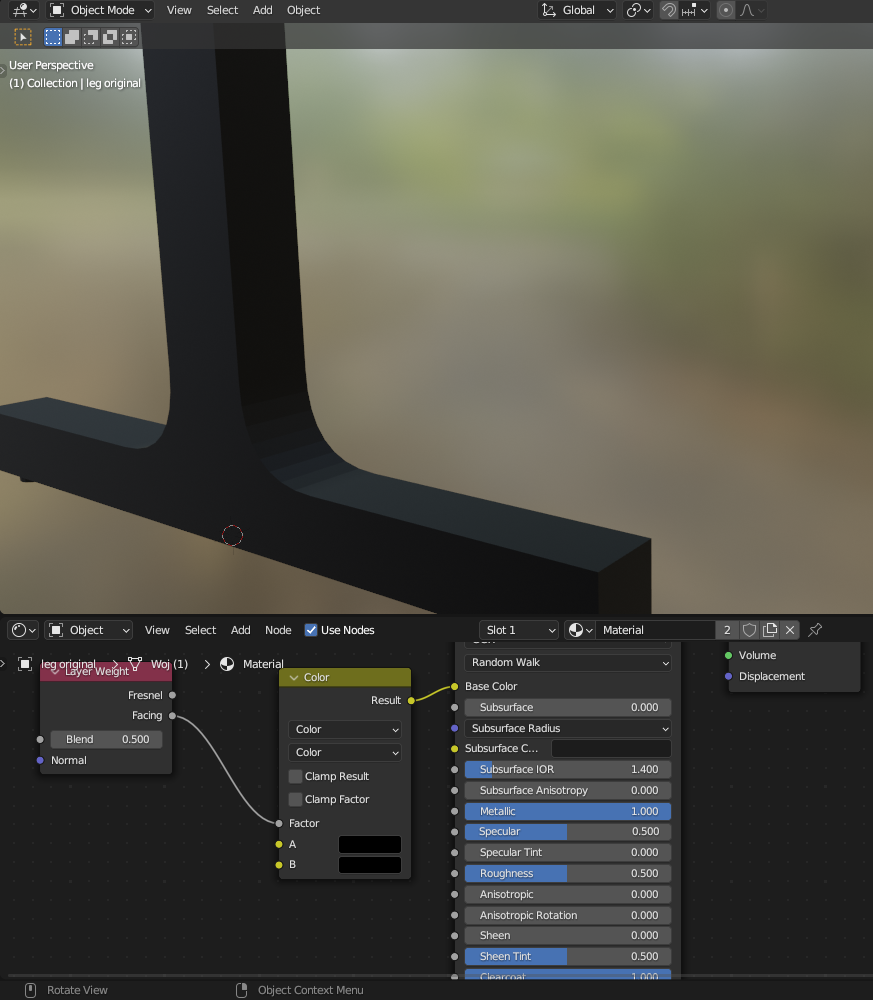 Object Mode View Select Add Object Global
User Perspective
(1) Collection | leg original
Object View Select Add Node Use Nodes Slot 1 Material 2
leg original Woj (1) Material
Layer Weight
Fresnel
Facing
Blend 0.500
Normal
Color
Result
Color
Color
Clamp Result
Clamp Factor
Factor
A
B
Random Walk
Base Color
Subsurface 0.000
Subsurface Radius
Subsurface C...
Subsurface IOR 1.400
Subsurface Anisotropy 0.000
Metallic 1.000
Specular 0.500
Specular Tint 0.000
Roughness 0.500
Anisotropic 0.000
Anisotropic Rotation 0.000
Sheen 0.000
Sheen Tint 0.500
Clearcoat 1.000
Volume
Displacement
Rotate View Object Context Menu